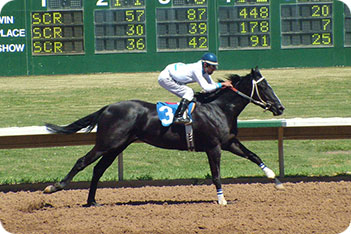 SCR 57 87 448 20
WIN SCR 30 39 178 7
PLACE
SHOW SCR 36 42 91 25
3